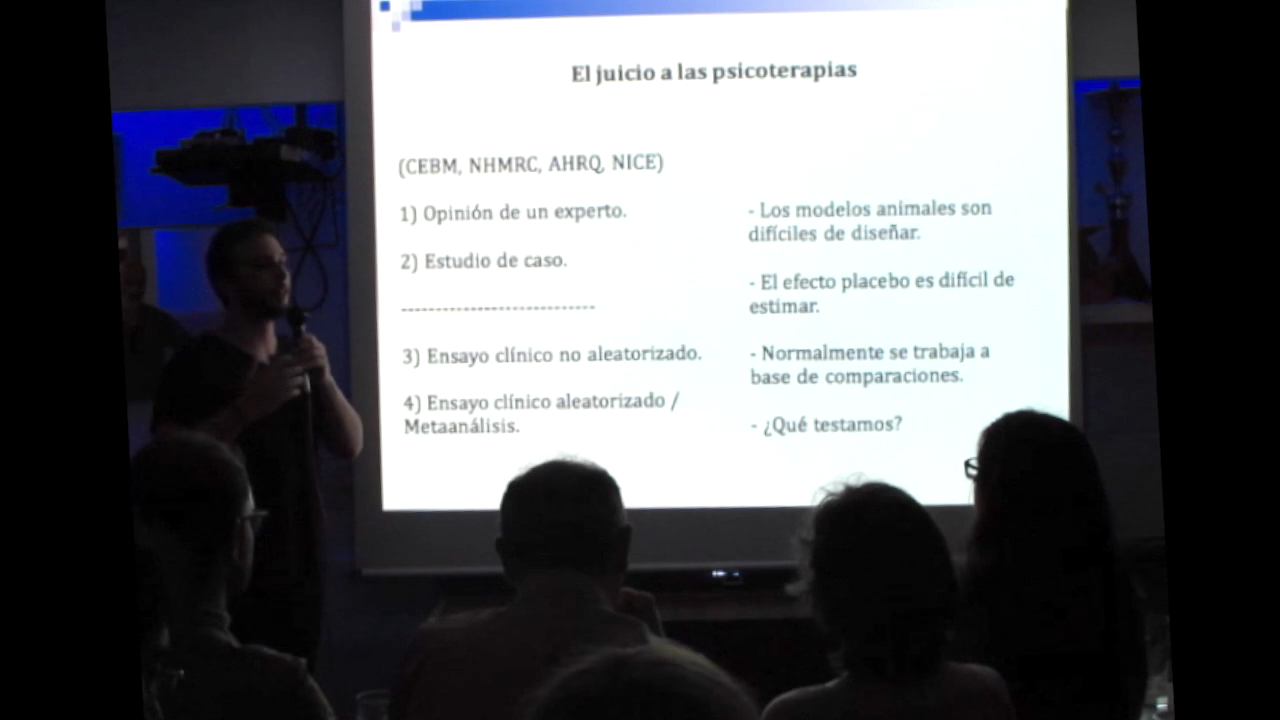 El juicio a las psicoterapias
(CEBM, NHMRC, AHRQ, NICE)
1) Opinión de un experto.
2) Estudio de caso.
----------------------------
3) Ensayo clínico no aleatorizado.
4) Ensayo clínico aleatorizado /
Metaanálisis.
- Los modelos animales son
difíciles de diseñar.
- El efecto placebo es difícil de
estimar.
- Normalmente se trabaja a
base de comparaciones.
- ¿Qué testamos?